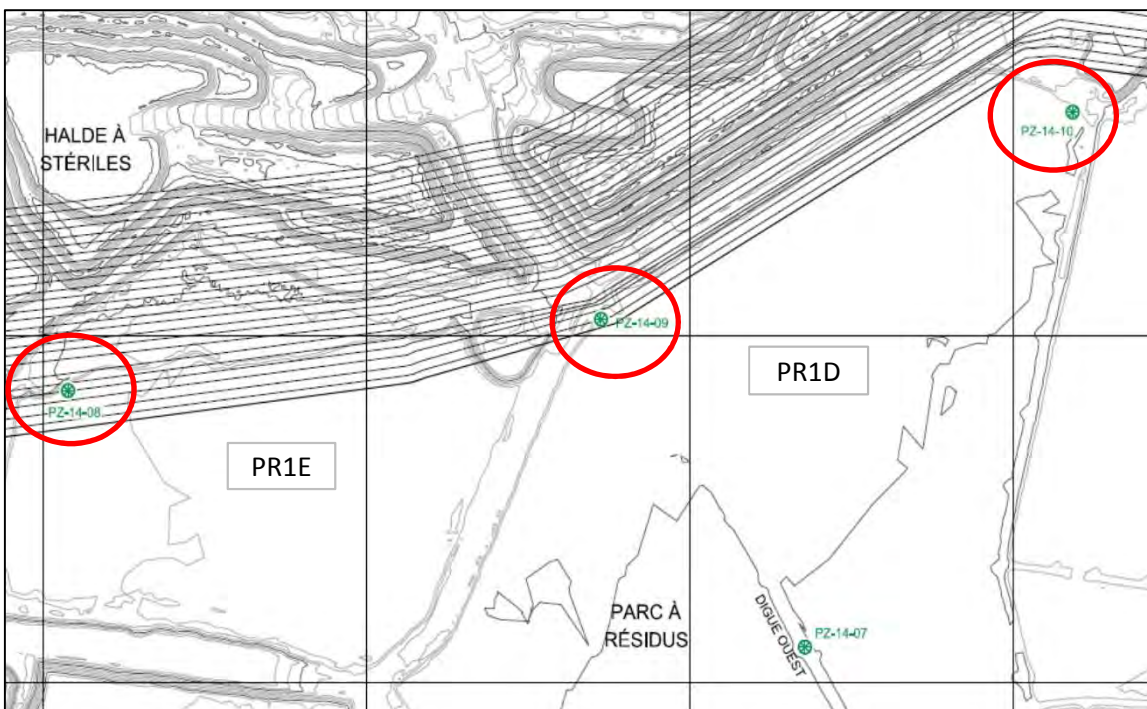 HALDE À
STÉRILES
PZ-14-10
PZ-14-09
PR1D
PZ-14-08
PR1E
PARC À
RÉSIDUS
DIGUE OUEST
PZ-14-07